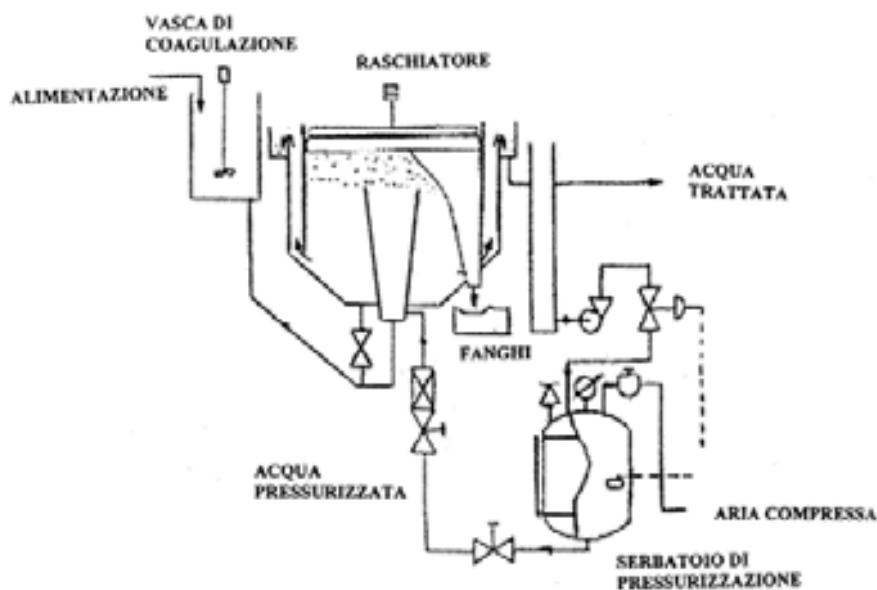 VASCA DI
COAGULAZIONE
RASCHIATORE
ALIMENTAZIONE
ACQUA
TRATTATA
FANGHI
ACQUA
PRESSURIZZATA
ARIA COMPRESSA
SERBATOIO DI
PRESSURIZZAZIONE